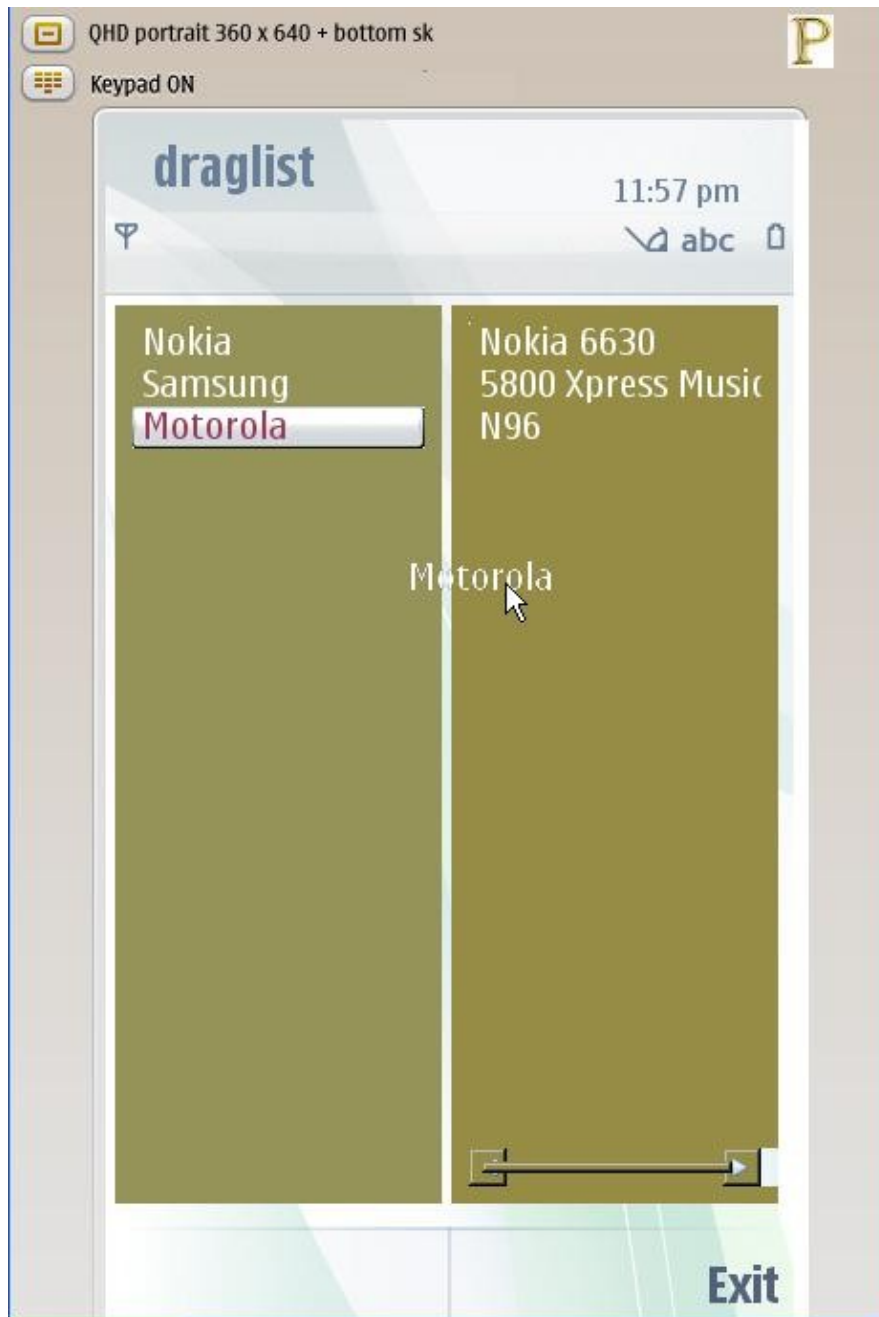 QHD portrait 360 x 640 + bottom sk
P
Keypad ON
draglist
11:57 pm
abc
Nokia
Samsung
Motorola
Nokia 6630
5800 Xpress Music
N96
Motorola
Exit